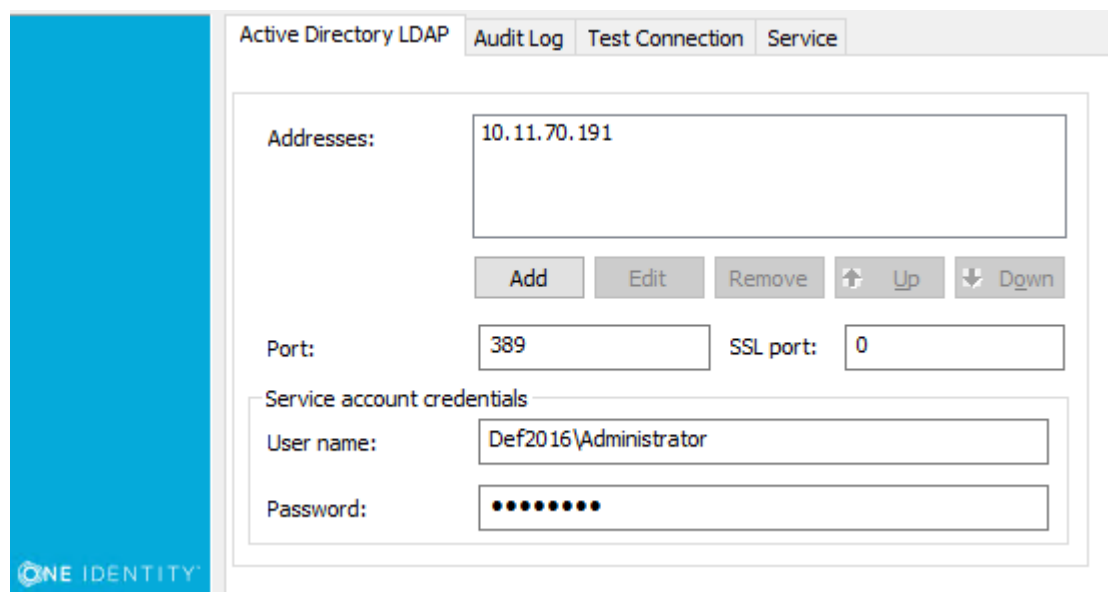 Active Directory LDAP Audit Log Test Connection Service
Addresses: 10.11.70.191
Add Edit Remove Up Down
Port: 389 SSL port: 0
Service account credentials
User name: Def2016\Administrator
Password: ●●●●●●●●
ONE IDENTITY